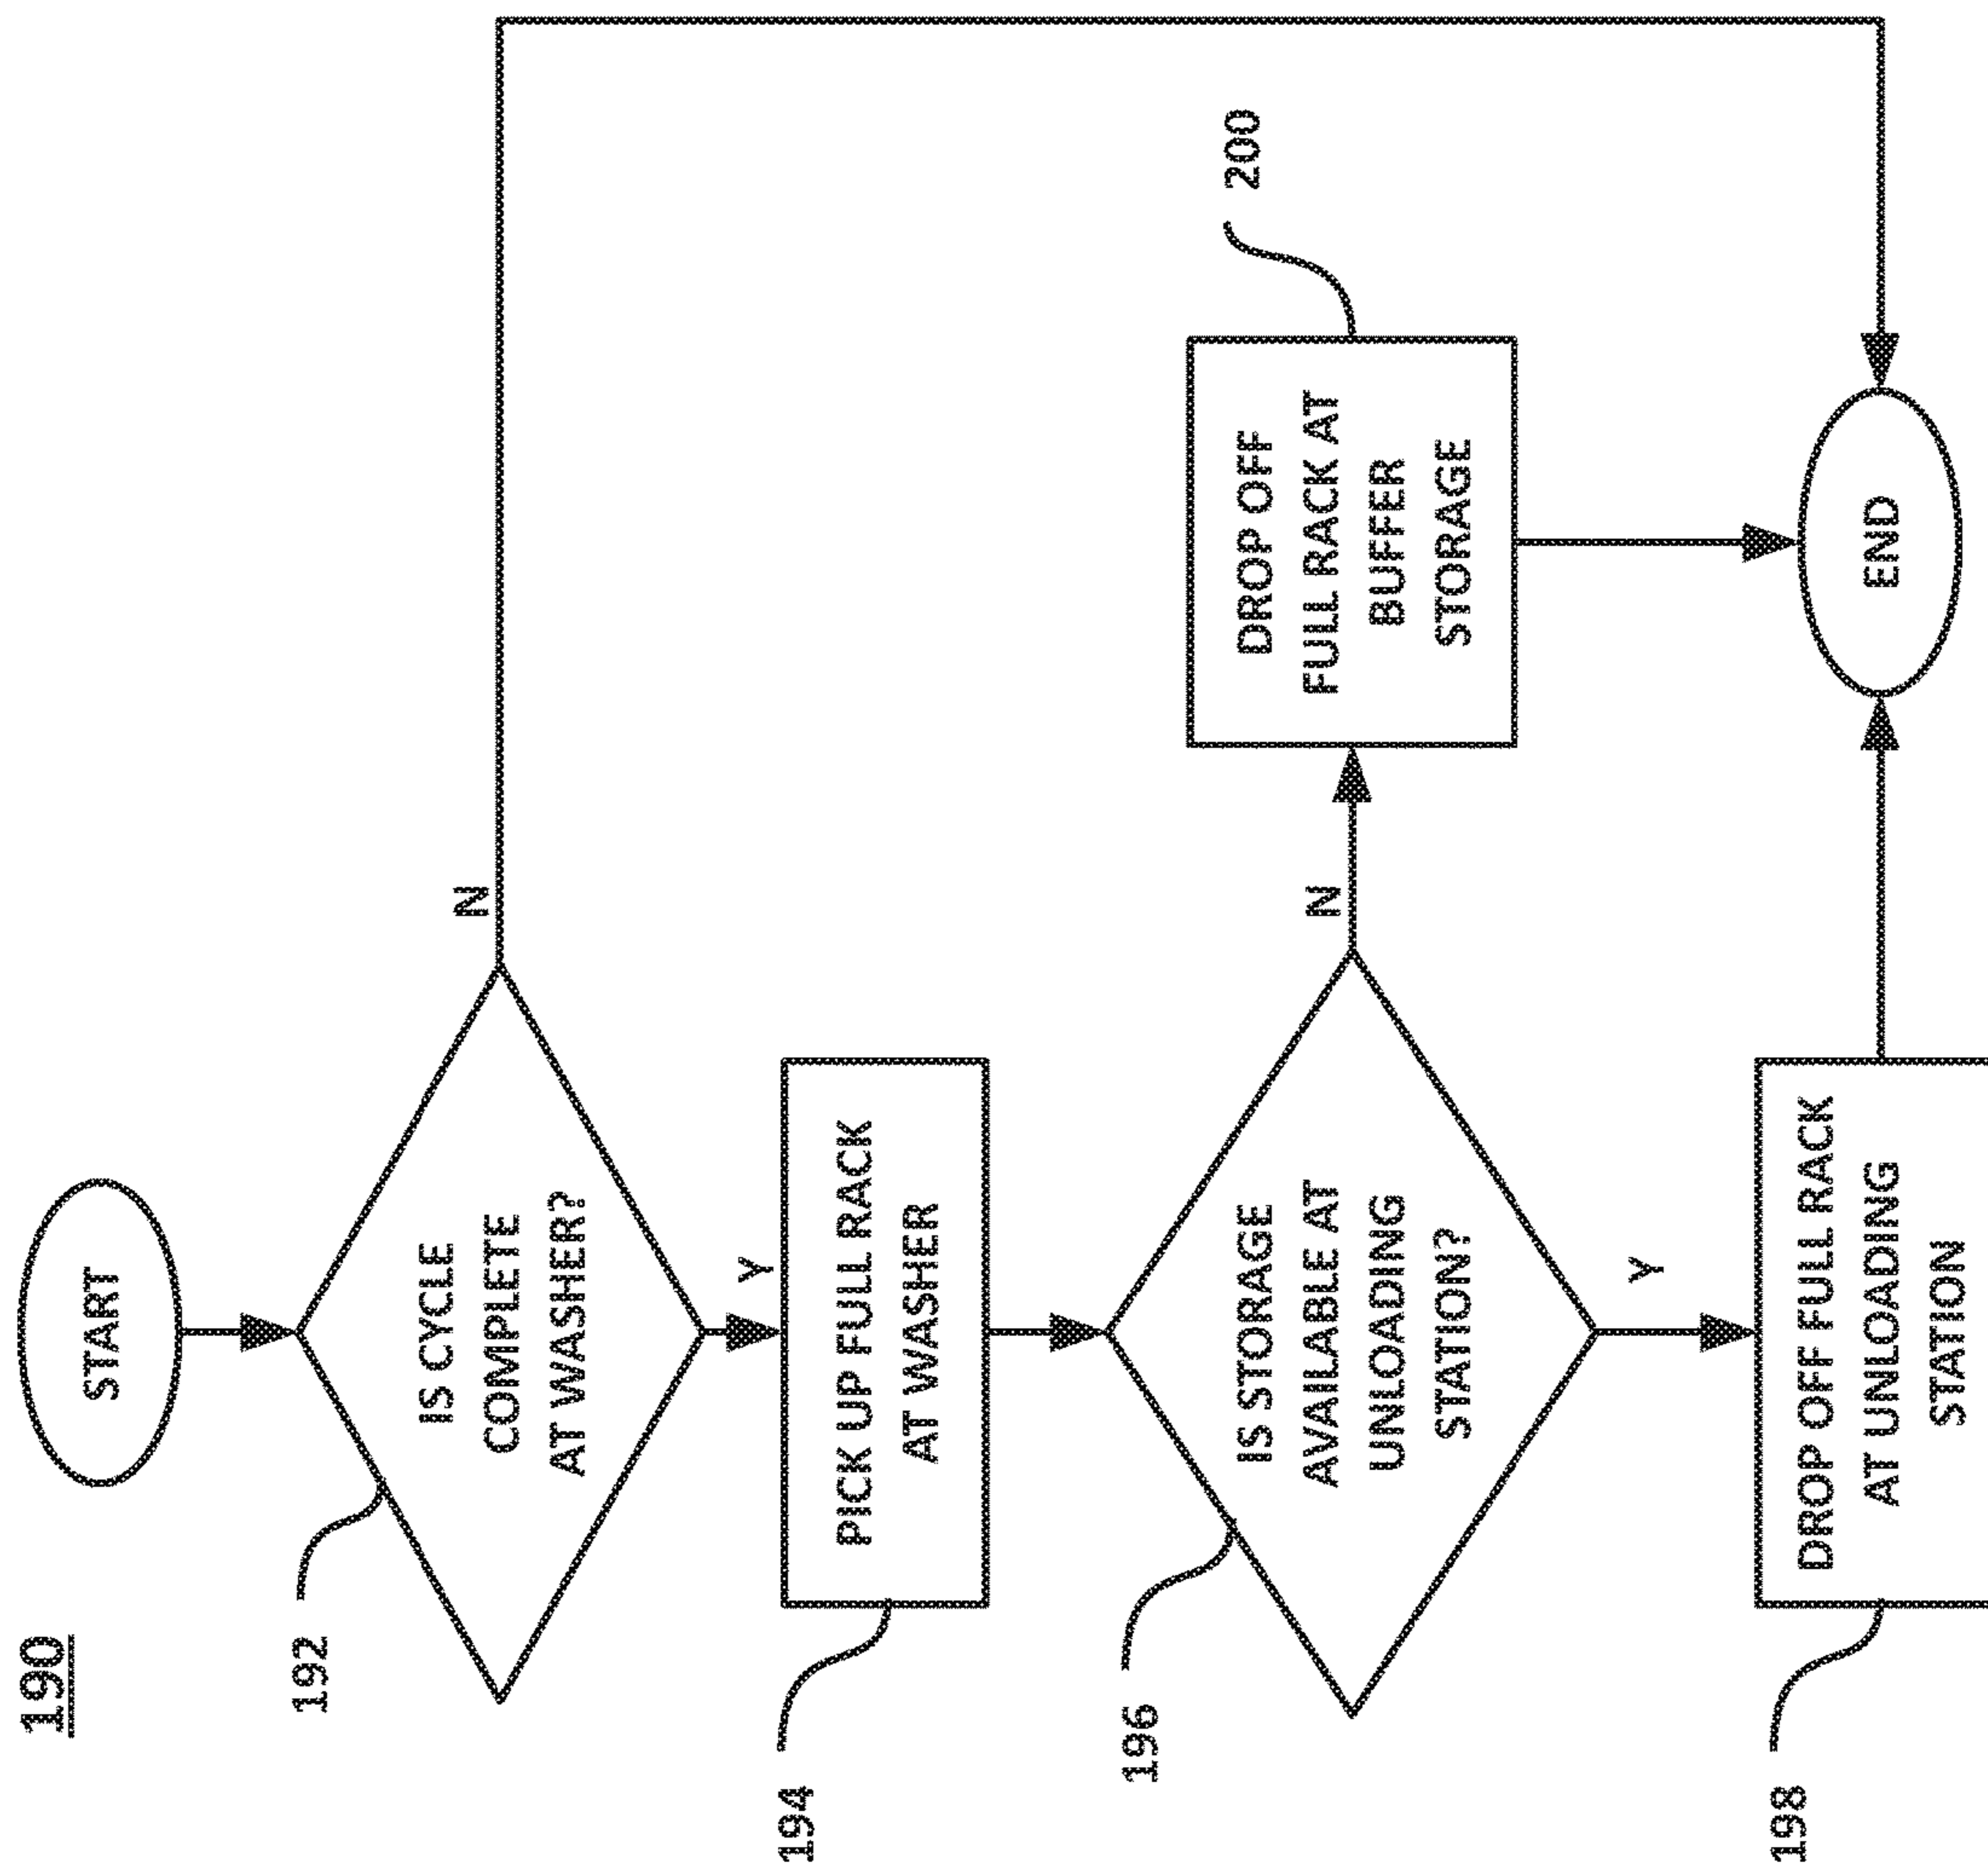 190
START
192
IS CYCLE
COMPLETE
AT WASHER?
N
Y
194
PICK UP FULL RACK
AT WASHER
196
IS STORAGE
AVAILABLE AT
UNLOADING
STATION?
N
200
DROP OFF
FULL RACK AT
BUFFER
STORAGE
Y
198
DROP OFF FULL RACK
AT UNLOADING
STATION
END